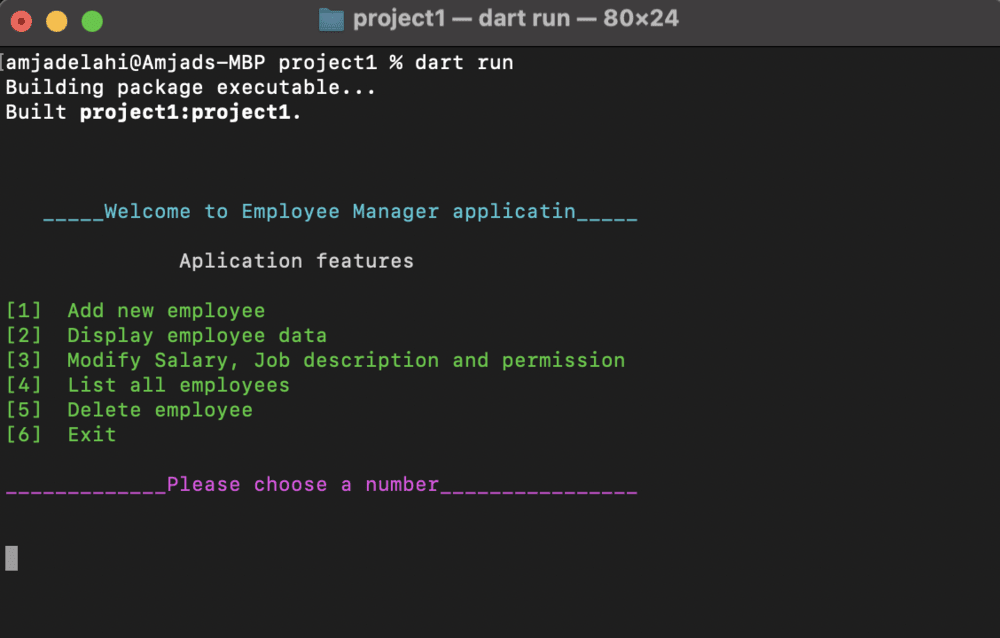 project1 — dart run — 80×24
[amjadelahi@Amjads-MBP project1 % dart run
Building package executable...
Built project1:project1.
_____Welcome to Employee Manager applicatin_____
Aplication features
[1]  Add new employee
[2]  Display employee data
[3]  Modify Salary, Job description and permission
[4]  List all employees
[5]  Delete employee
[6]  Exit
_____________Please choose a number________________